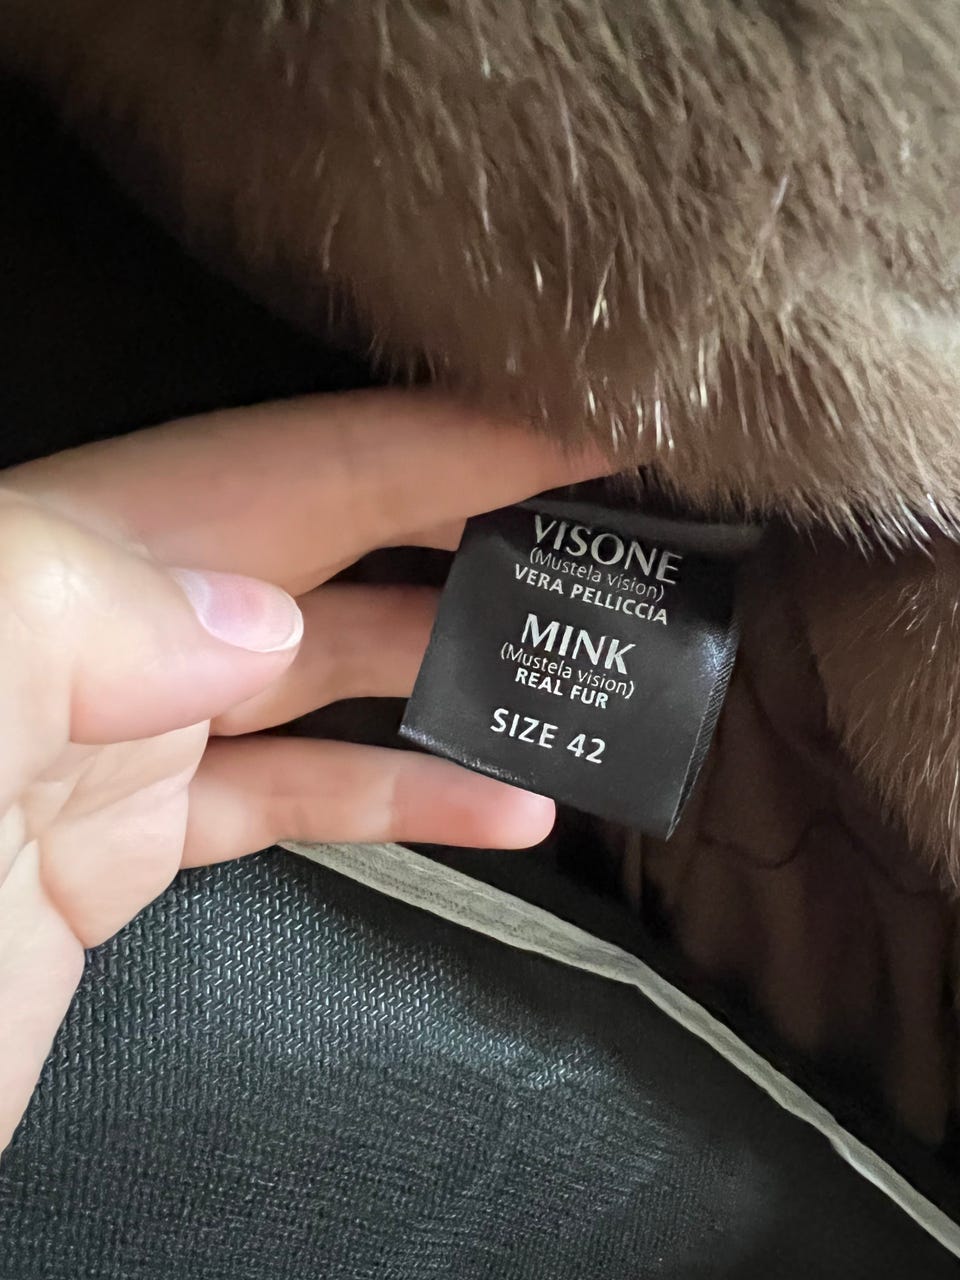 VISONE
(Mustela vision)
VERA PELLICCIA
MINK
(Mustela vision)
REAL FUR
SIZE 42